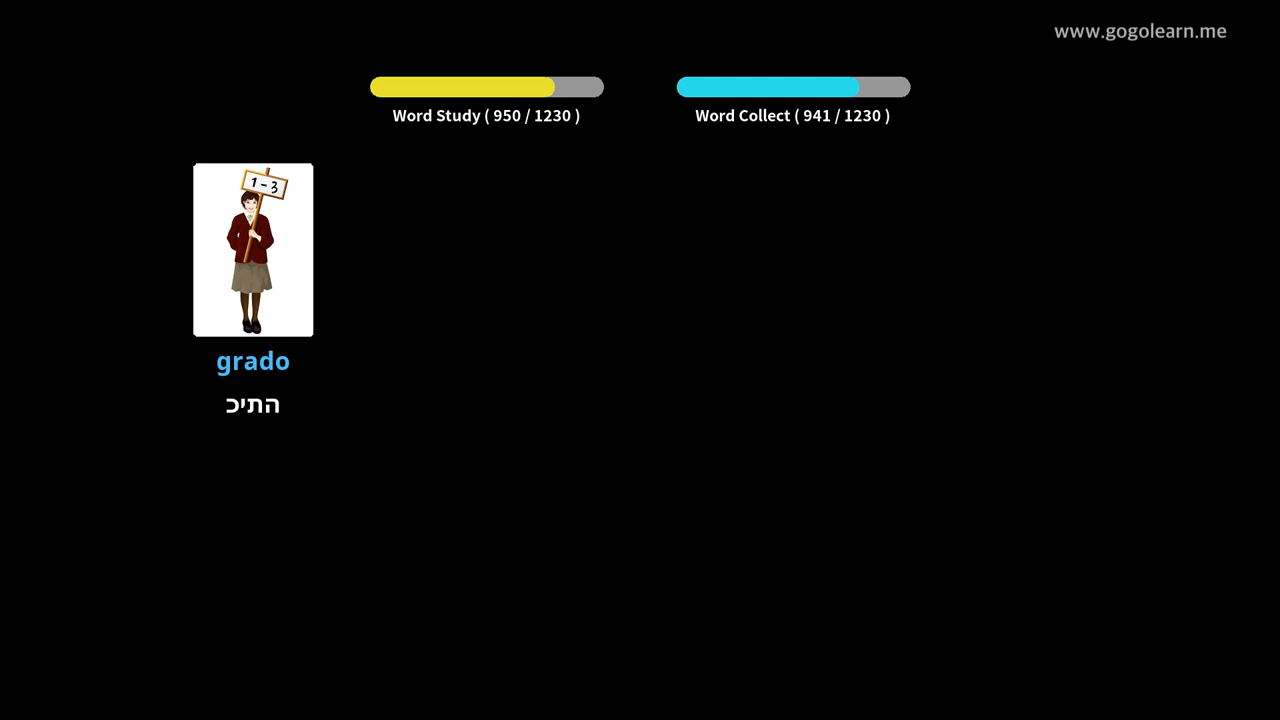 www.gogolearn.me
Word Study ( 950 / 1230 )
Word Collect ( 941 / 1230 )
1 - 3
grado
התיכ